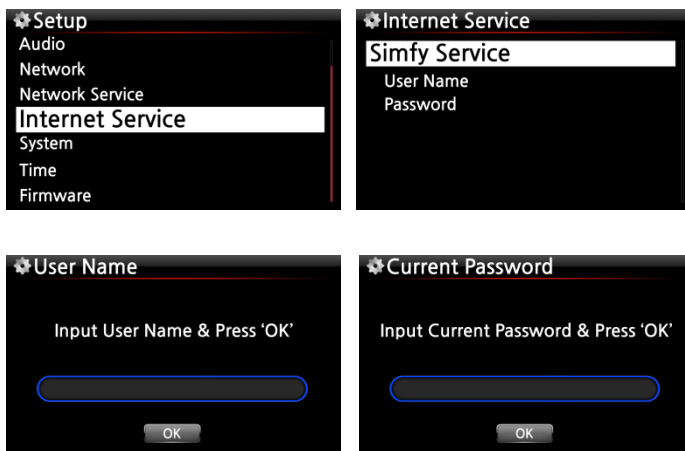 Setup
Audio
Network
Network Service
Internet Service
System
Time
Firmware
Internet Service
Simfy Service
User Name
Password
User Name
Input User Name & Press ‘OK’
OK
Current Password
Input Current Password & Press ‘OK’
OK